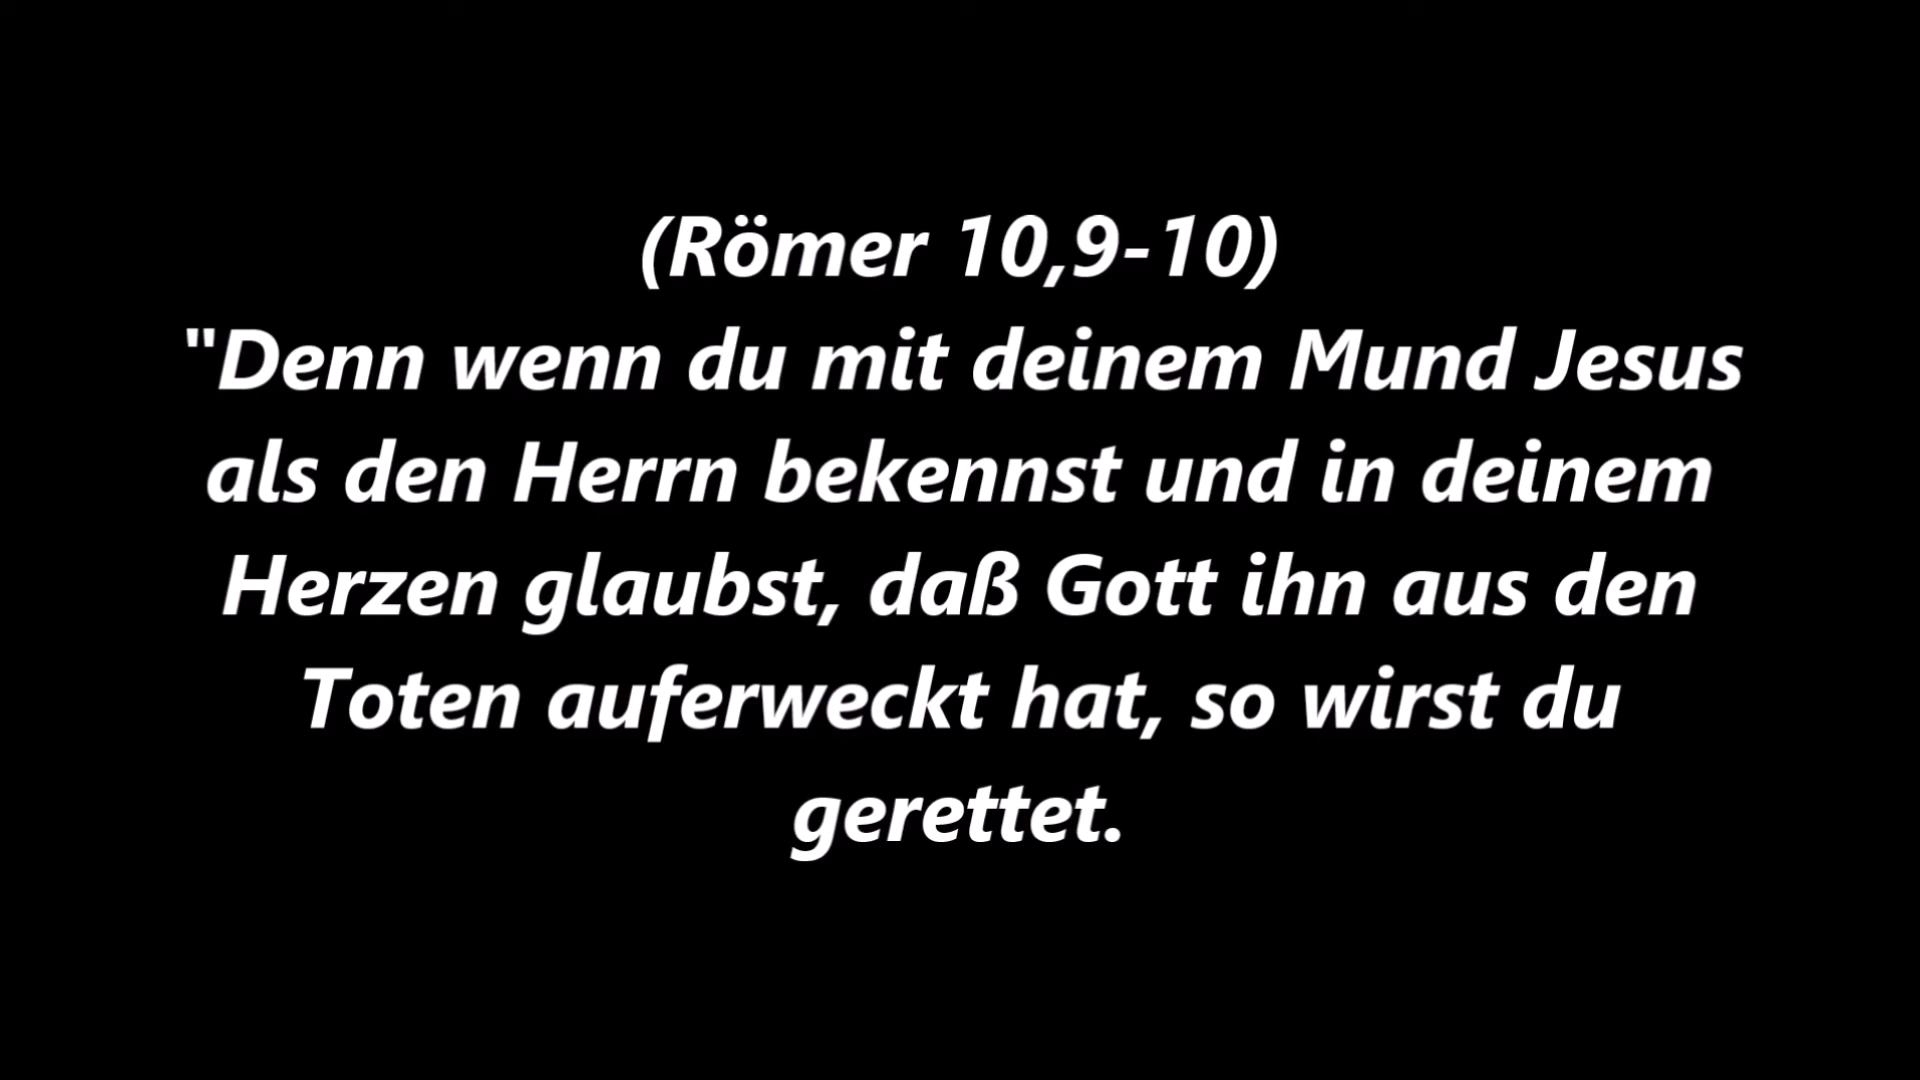 (Römer 10,9-10)
"Denn wenn du mit deinem Mund Jesus
als den Herrn bekennst und in deinem
Herzen glaubst, daß Gott ihn aus den
Toten auferweckt hat, so wirst du
gerettet.